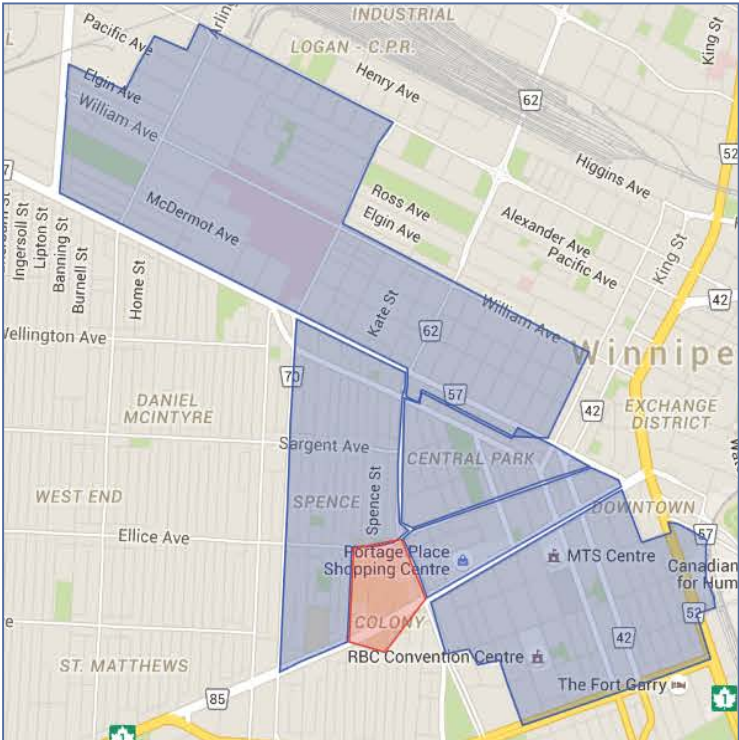 INDUSTRIAL
Pacific Ave
LOGAN - C.P.R.
King St
Henry Ave
62
52
Elgin Ave
William Ave
Higgins Ave
7
McDermot Ave
Ross Ave
Elgin Ave
Alexander Ave
Pacific Ave
King St
Ingersoll St
Lipton St
Banning St
Burnell St
Home St
Kate St
William Ave
42
62
Winnipe
70
57
DANIEL
MCINTYRE
42
EXCHANGE
DISTRICT
Sargent Ave
CENTRAL PARK
WEST END
SPENCE
Spence St
DOWNTOWN
Ellice Ave
Portage Place
Shopping Centre
MTS Centre
67
Canadian
for Hum
52
COLONY
42
ST. MATTHEWS
RBC Convention Centre
The Fort Garry
85
1
1